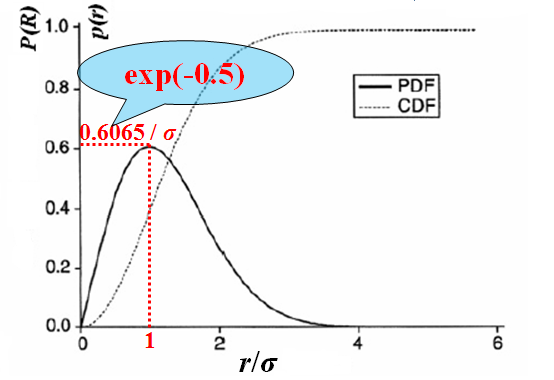 P(R)
p(r)
1.0
exp(-0.5)
0.8
0.6065 / σ
0.6
0.4
0.2
0.0
PDF
CDF
0
1
2
4
6
r/σ